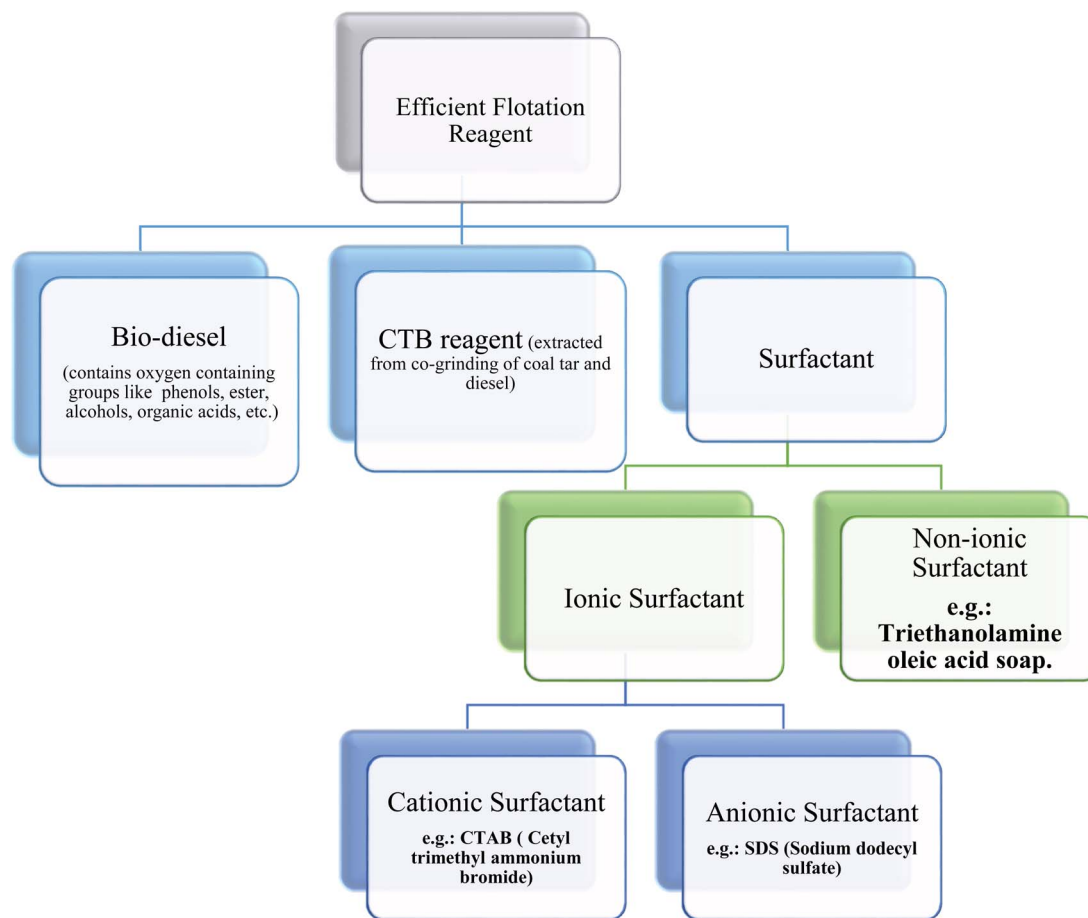 Efficient Flotation
Reagent
Bio-diesel
(contains oxygen containing
groups like phenols, ester,
alcohols, organic acids, etc.)
CTB reagent (extracted
from co-grinding of coal tar and
diesel)
Surfactant
Ionic Surfactant
Non-ionic
Surfactant
e.g.:
Triethanolamine
oleic acid soap.
Cationic Surfactant
e.g.: CTAB ( Cetyl
trimethyl ammonium
bromide)
Anionic Surfactant
e.g.: SDS (Sodium dodecyl
sulfate)